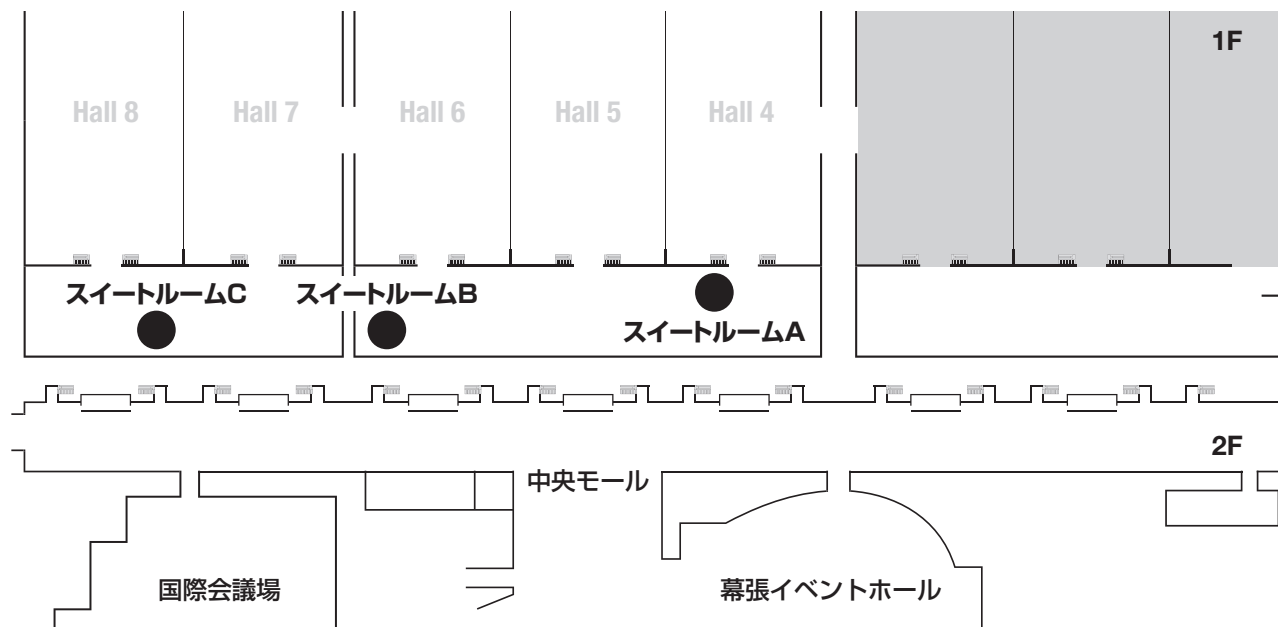 1F
Hall 8
Hall 7
Hall 6
Hall 5
Hall 4
スイートルームC
スイートルームB
スイートルームA
2F
中央モール
国際会議場
幕張イベントホール